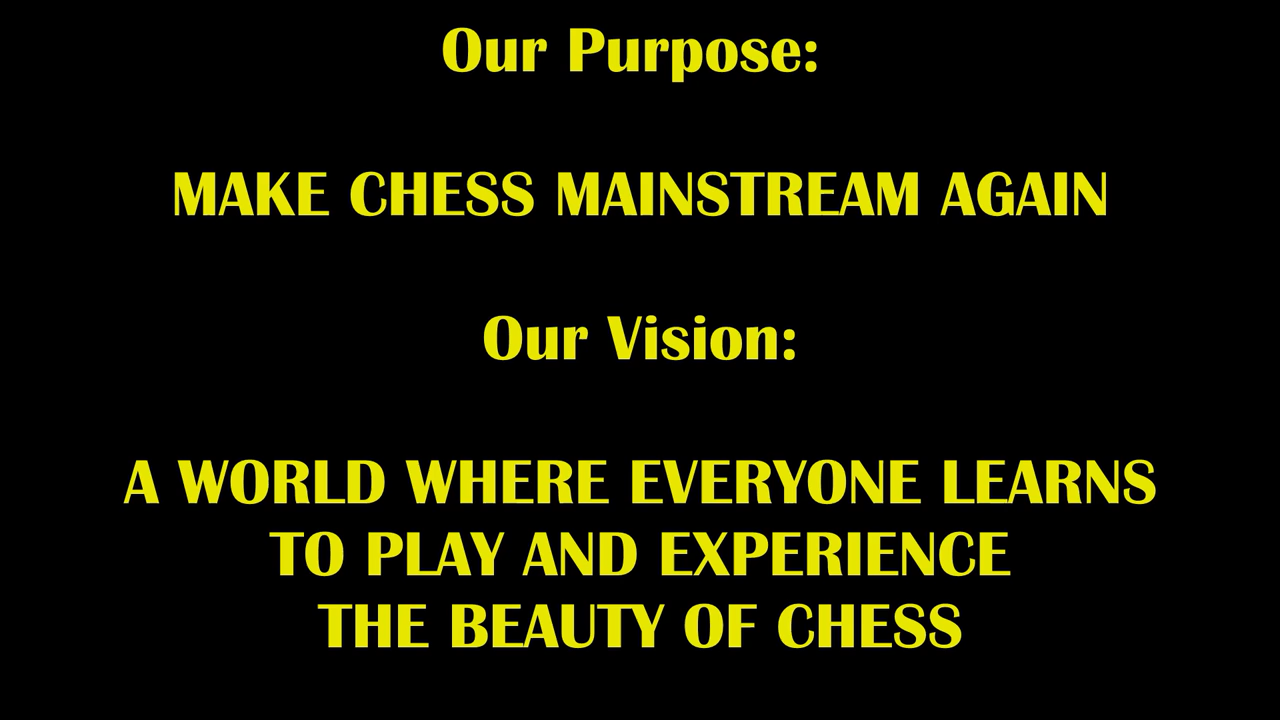 Our Purpose:
MAKE CHESS MAINSTREAM AGAIN
Our Vision:
A WORLD WHERE EVERYONE LEARNS
TO PLAY AND EXPERIENCE
THE BEAUTY OF CHESS